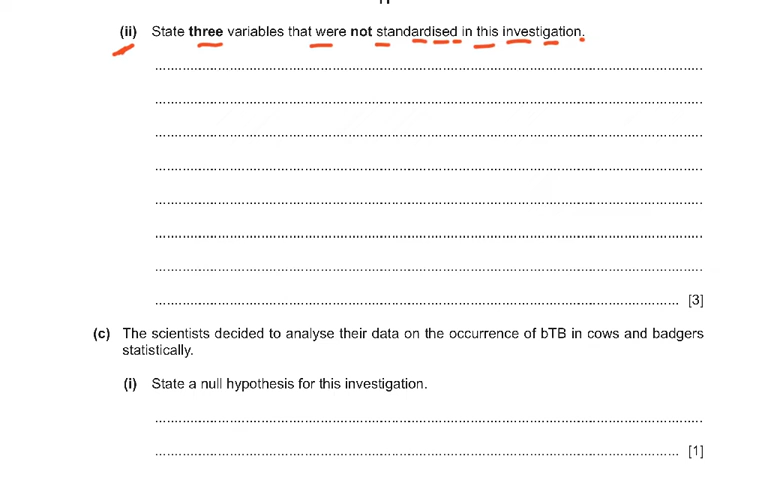 (ii) State three variables that were not standardised in this investigation.
[3]
(c) The scientists decided to analyse their data on the occurrence of bTB in cows and badgers
statistically.
(i) State a null hypothesis for this investigation.
[1]